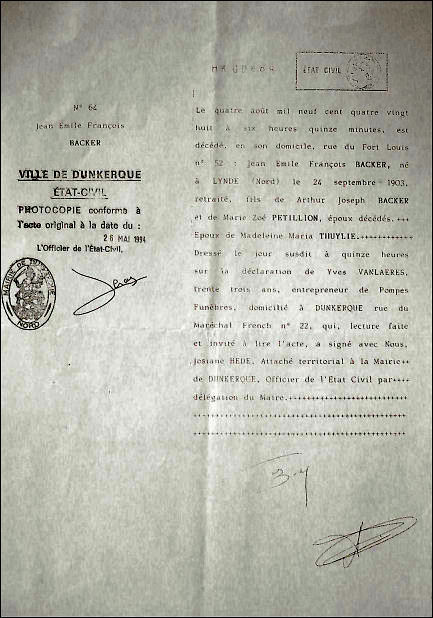 ÉTAT CIVIL
N° 64
Jean Emile François
BACKER
VILLE DE DUNKERQUE
ÉTAT-CIVIL
PHOTOCOPIE conforme à
l'acte original à la date du :
26 MAI 1994
L'Officier de l'État-Civil,
MAIRIE DE DUNKERQUE
NORD
Le quatre août mil neuf cent quatre vingt
huit à six heures quinze minutes, est
décédé, en son domicile, rue du Fort Louis
n° 52 : Jean Emile François BACKER, né
à LYNDE (Nord) le 24 septembre 1903,
retraité, fils de Arthur Joseph BACKER
et de Marie Zoé PETILLION, époux décédés.+++
Epoux de Madeleine Maria THUYLIE.++++++++++++
Dressé le jour susdit à quinze heures
sur la déclaration de Yves VANLAERES,
trente trois ans, entrepreneur de Pompes
Funèbres, domicilié à DUNKERQUE rue du
Maréchal French n° 22, qui, lecture faite
et invité à lire l'acte, a signé avec Nous,
Josiane HEDE, Attaché territorial à la Mairie++
de DUNKERQUE, Officier de l'Etat Civil par++++
délégation du Maire.+++++++++++++++++++++++++++
++++++++++++++++++++++++++++++++++++++++++++++++
++++++++++++++++++++++++++++++++++++++++++++++++